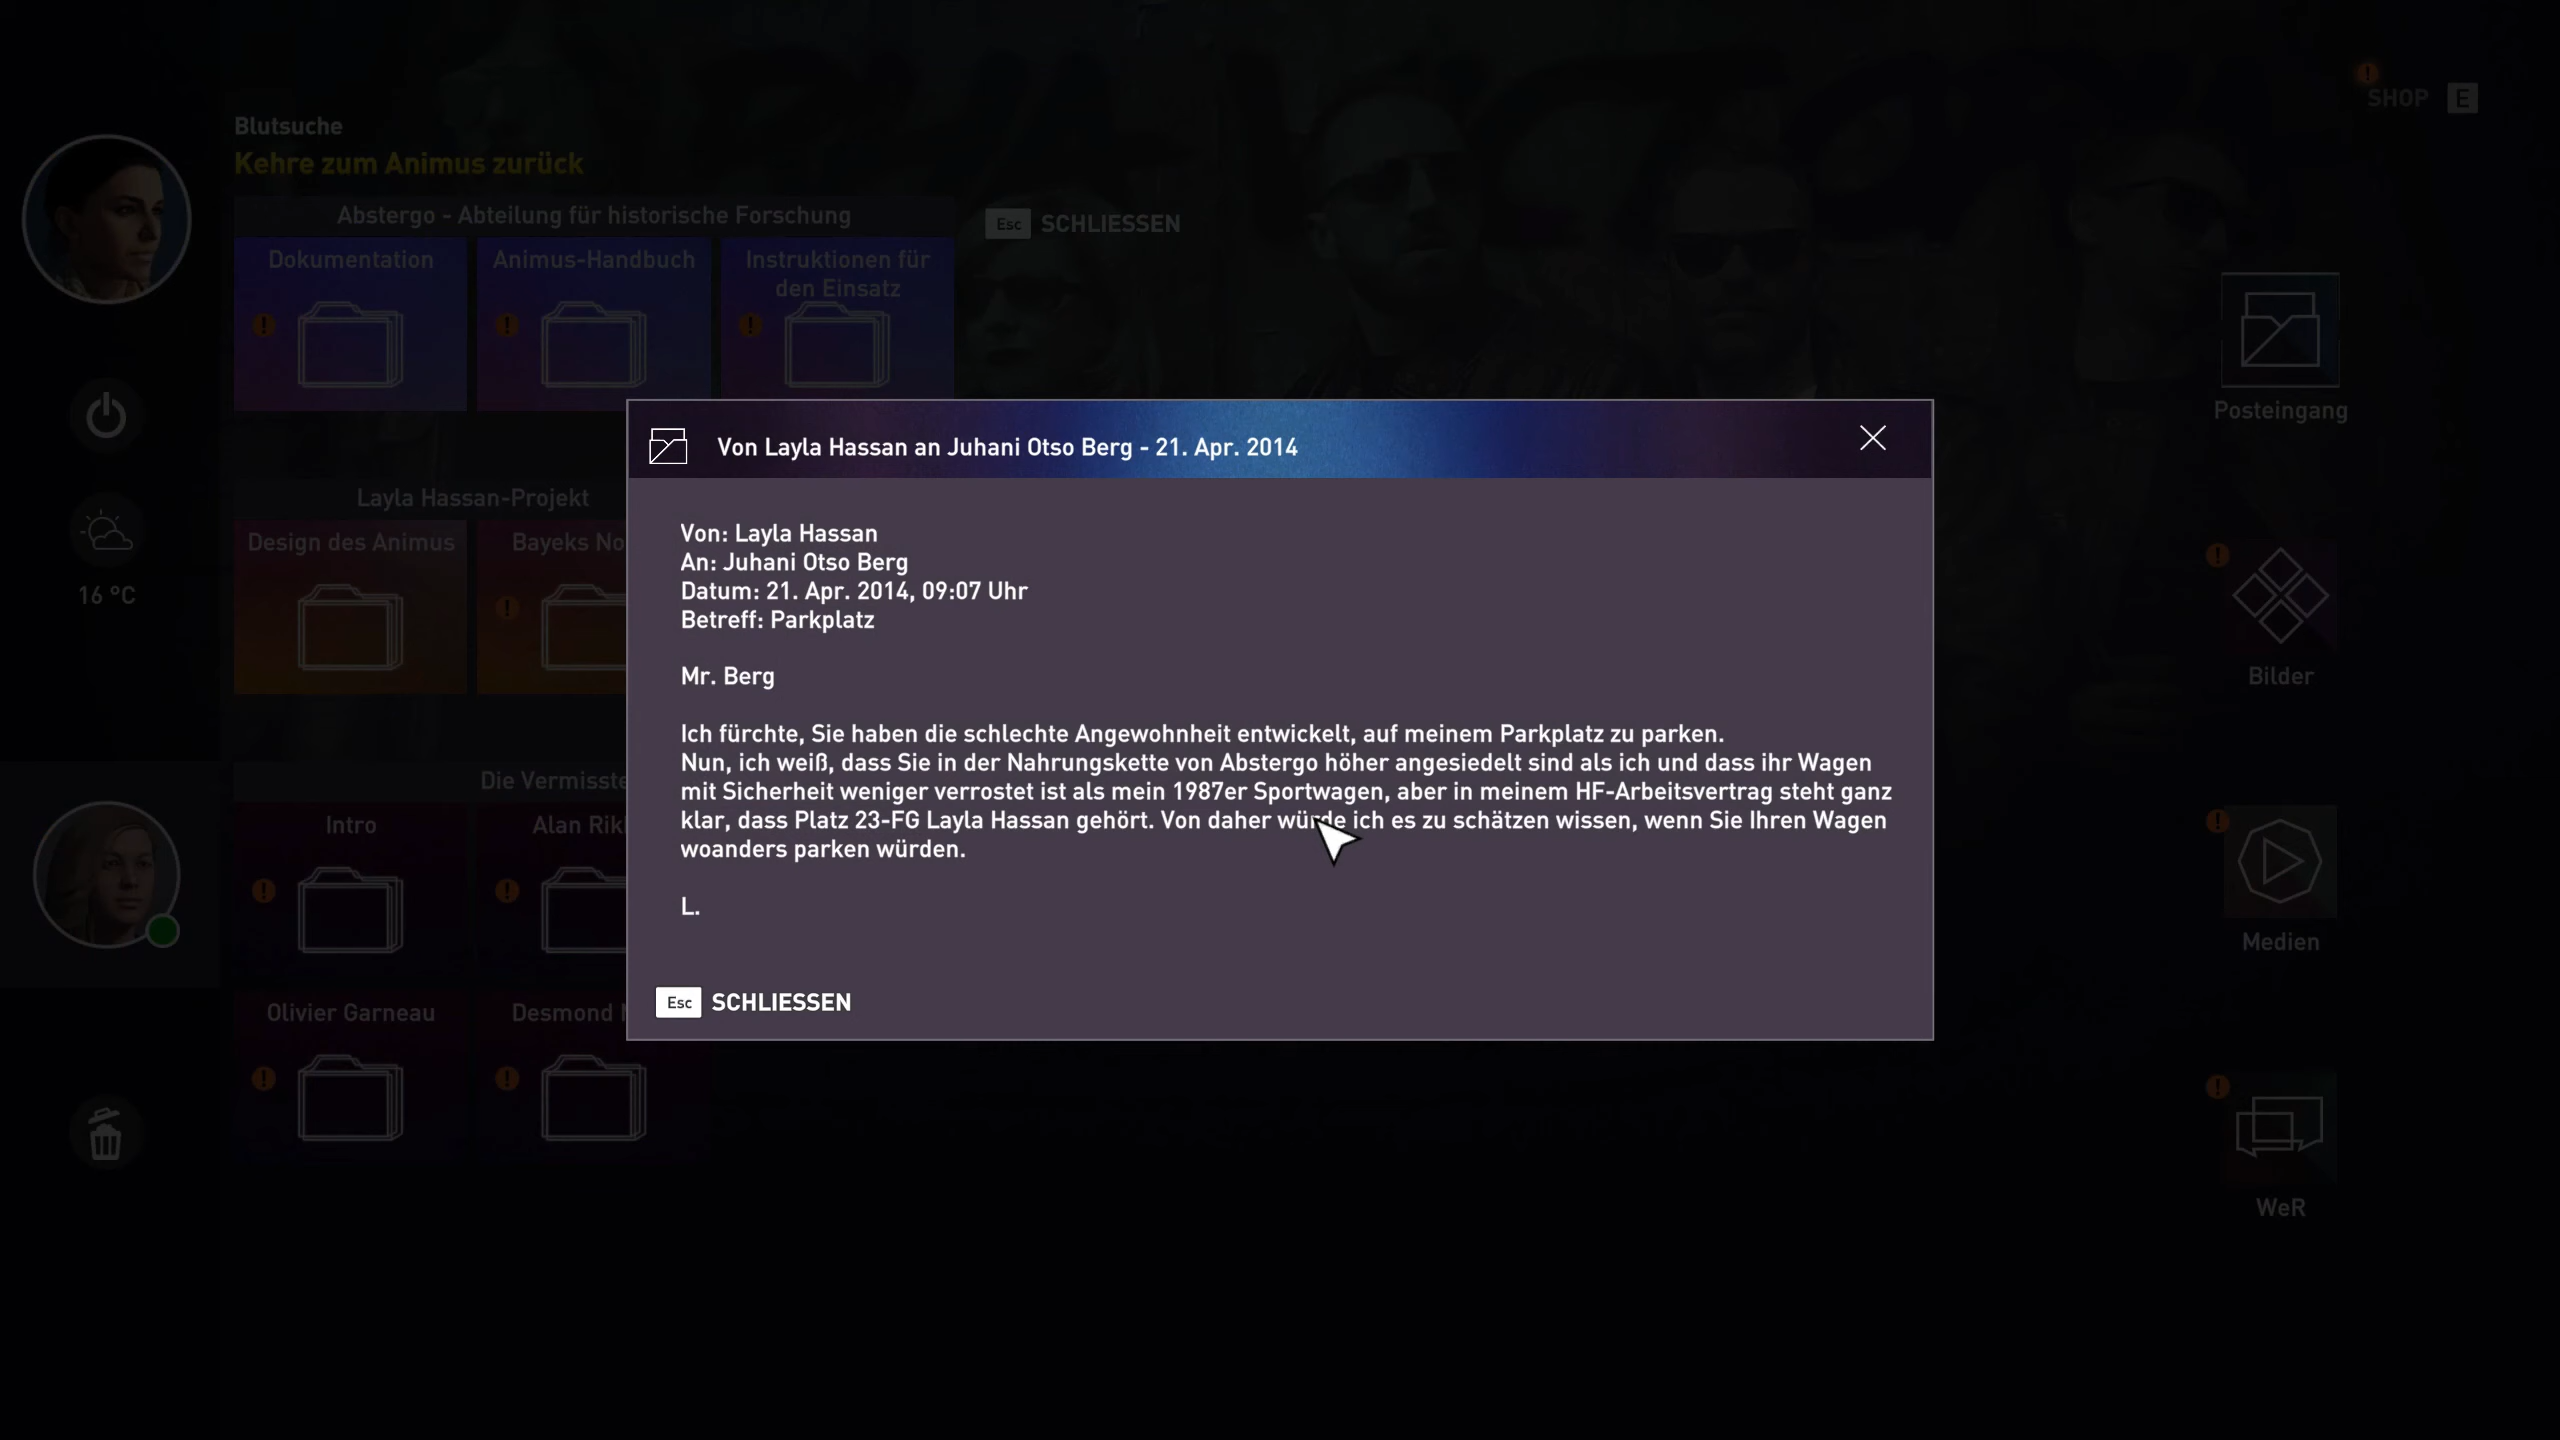 SHOP E
Blutsuche
Kehre zum Animus zurück
Abstergo - Abteilung für historische Forschung
Esc SCHLIESSEN
Dokumentation
Animus-Handbuch
Instruktionen für
den Einsatz
Posteingang
Von Layla Hassan an Juhani Otso Berg - 21. Apr. 2014
Layla Hassan-Projekt
Design des Animus
Bayeks No
16 °C
Von: Layla Hassan
An: Juhani Otso Berg
Datum: 21. Apr. 2014, 09:07 Uhr
Betreff: Parkplatz
Mr. Berg
Ich fürchte, Sie haben die schlechte Angewohnheit entwickelt, auf meinem Parkplatz zu parken.
Nun, ich weiß, dass Sie in der Nahrungskette von Abstergo höher angesiedelt sind als ich und dass ihr Wagen
mit Sicherheit weniger verrostet ist als mein 1987er Sportwagen, aber in meinem HF-Arbeitsvertrag steht ganz
klar, dass Platz 23-FG Layla Hassan gehört. Von daher würde ich es zu schätzen wissen, wenn Sie Ihren Wagen
woanders parken würden.
L.
Esc SCHLIESSEN
Die Vermisste
Intro
Alan Rik
Olivier Garneau
Desmond
Bilder
Medien
WeR